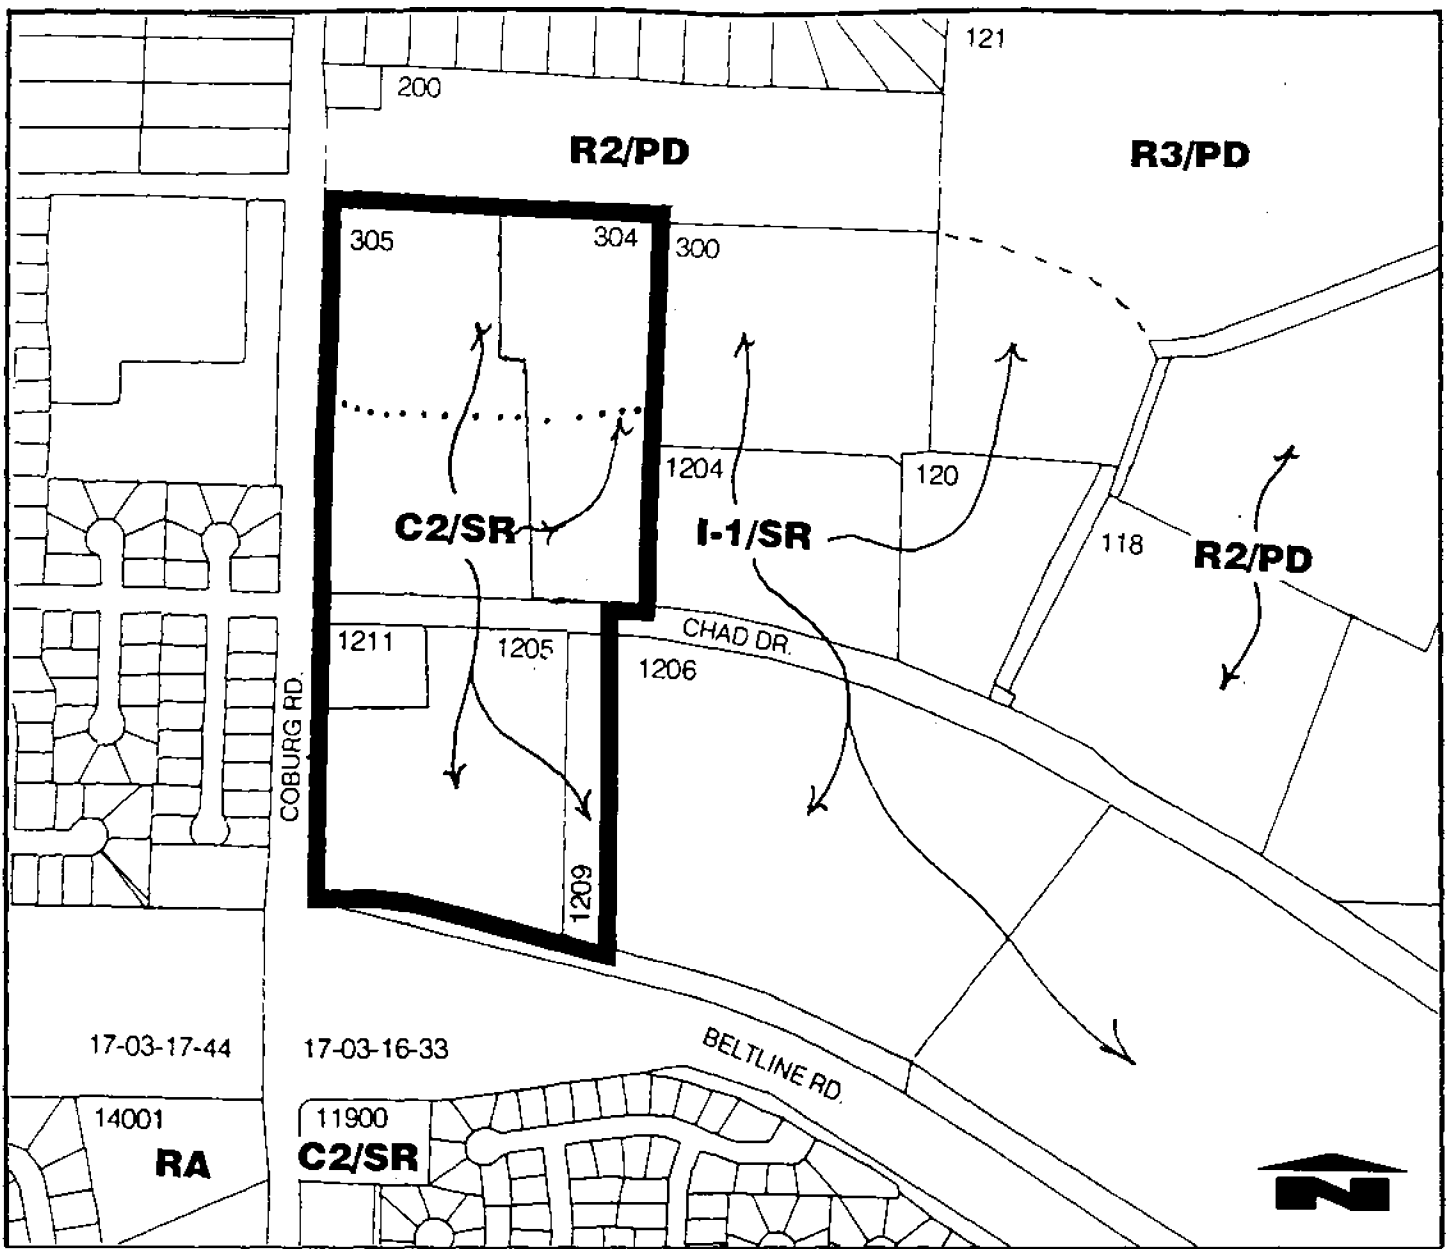 121
200
R2/PD
R3/PD
305
304
300
1204
120
C2/SR
I-1/SR
118
R2/PD
1211
1205
CHAD DR.
1206
COBURG RD.
1209
17-03-17-44
17-03-16-33
BELTLINE RD.
14001
11900
RA
C2/SR
N